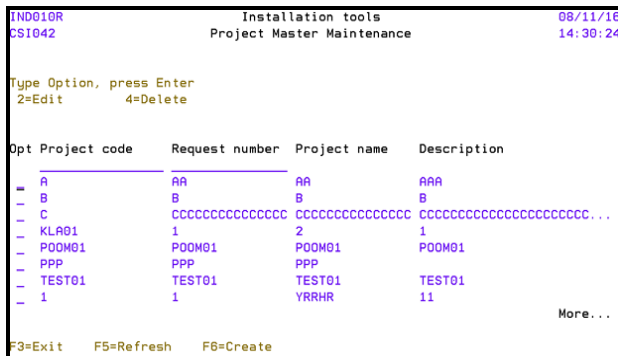 IND010R Installation tools 08/11/16
CSI042 Project Master Maintenance 14:30:24
Type Option, press Enter
2=Edit 4=Delete
Opt Project code Request number Project name Description
A AA AA AAA
B B B B
C CCCCCCCCCCCCCCC CCCCCCCCCCCCCCC CCCCCCCCCCCCCCCCCCCCCC...
KLA01 1 2 1
POOM01 POOM01 POOM01 POOM01
PPP PPP PPP
TEST01 TEST01 TEST01 TEST01
1 1 YRRHR 11
More...
F3=Exit F5=Refresh F6=Create